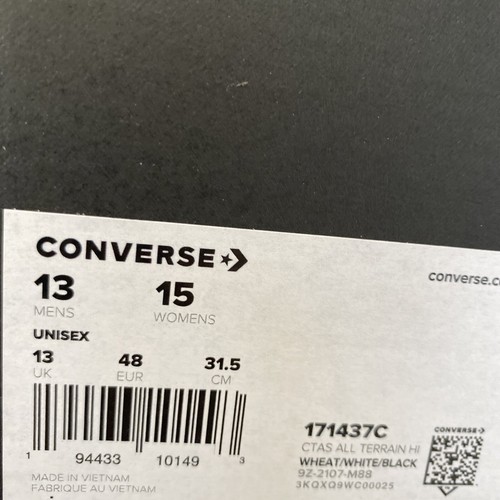 CONVERSE
converse.c
13 15
MENS WOMENS
UNISEX
13 48 31.5
UK EUR CM
1 94433 10149 3
171437C
CTAS ALL TERRAIN HI
WHEAT/WHITE/BLACK
9Z-2107-M88
3KQXQ9WC00025
CONVERSE
MADE IN VIETNAM
FABRIQUE AU VIETNAM